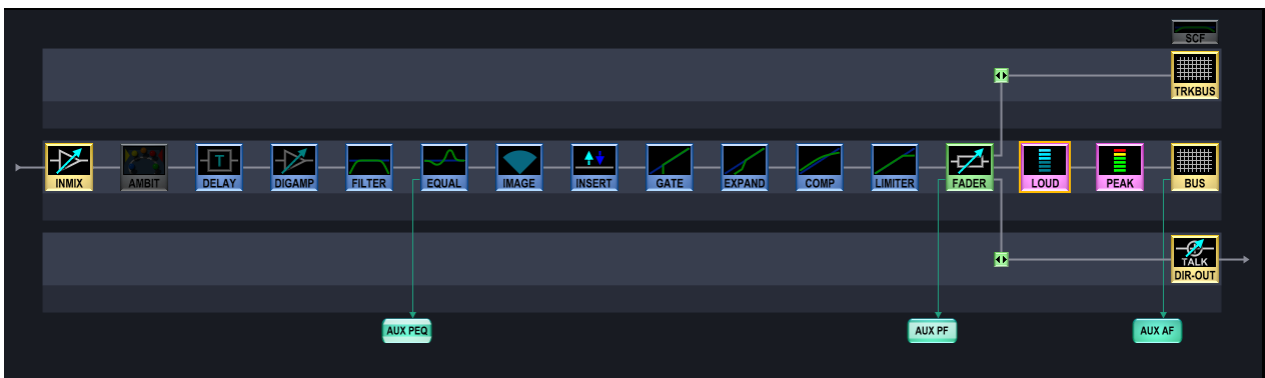 SCF
TRKBUS
INMIX
AMBIT
T
DELAY
DIGAMP
FILTER
EQUAL
IMAGE
INSERT
GATE
EXPAND
COMP
LIMITER
FADER
LOUD
PEAK
BUS
TALK
DIR-OUT
AUX PEQ
AUX PF
AUX AF